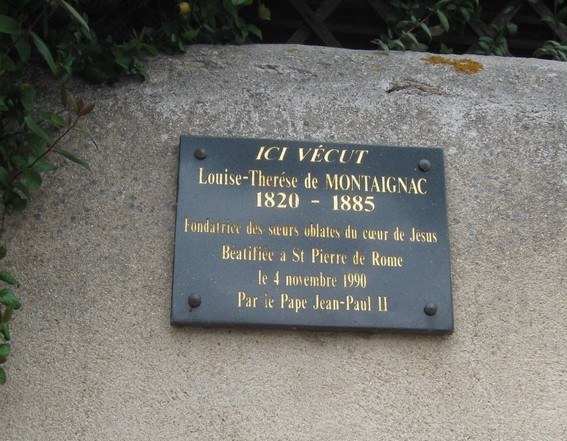 ICI VÉCUT
Louise-Thérése de MONTAIGNAC
1820 - 1885
Fondatrice des sœurs oblates du cœur de Jesus
Beatifiée à St Pierre de Rome
le 4 novembre 1990
Par le Pape Jean-Paul II